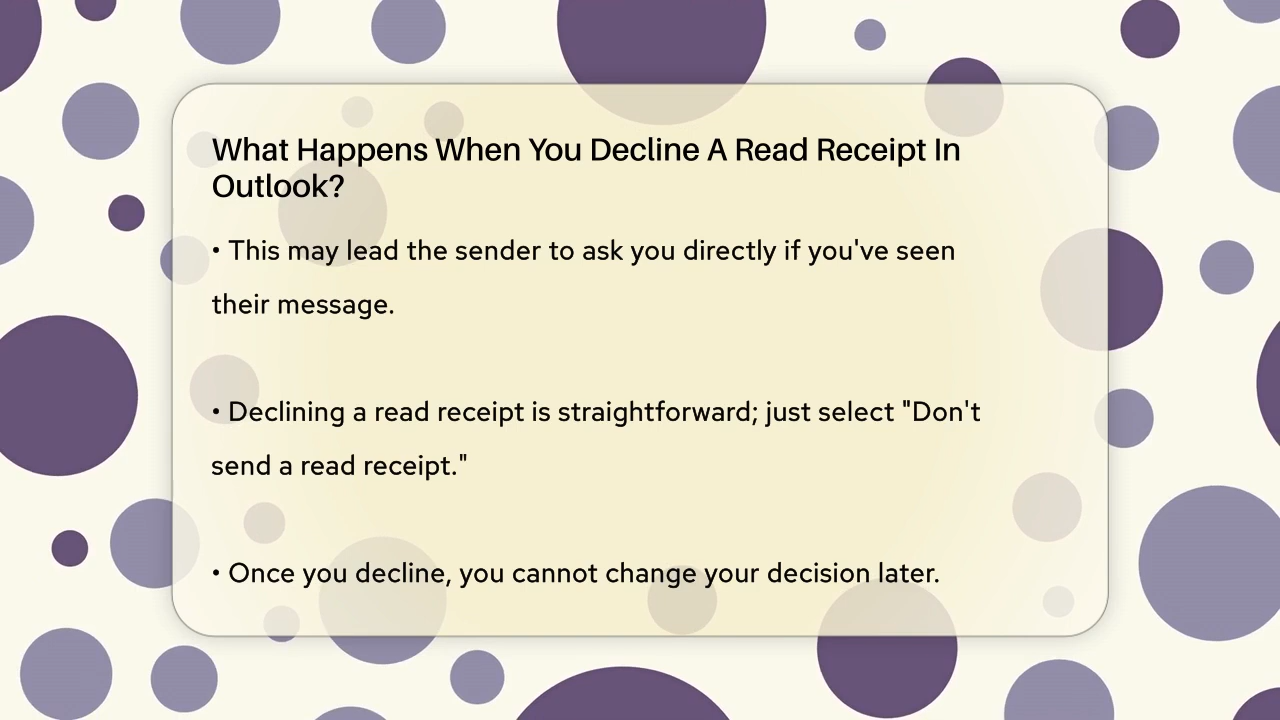 What Happens When You Decline A Read Receipt In
Outlook?
• This may lead the sender to ask you directly if you've seen
their message.
• Declining a read receipt is straightforward; just select "Don't
send a read receipt."
• Once you decline, you cannot change your decision later.